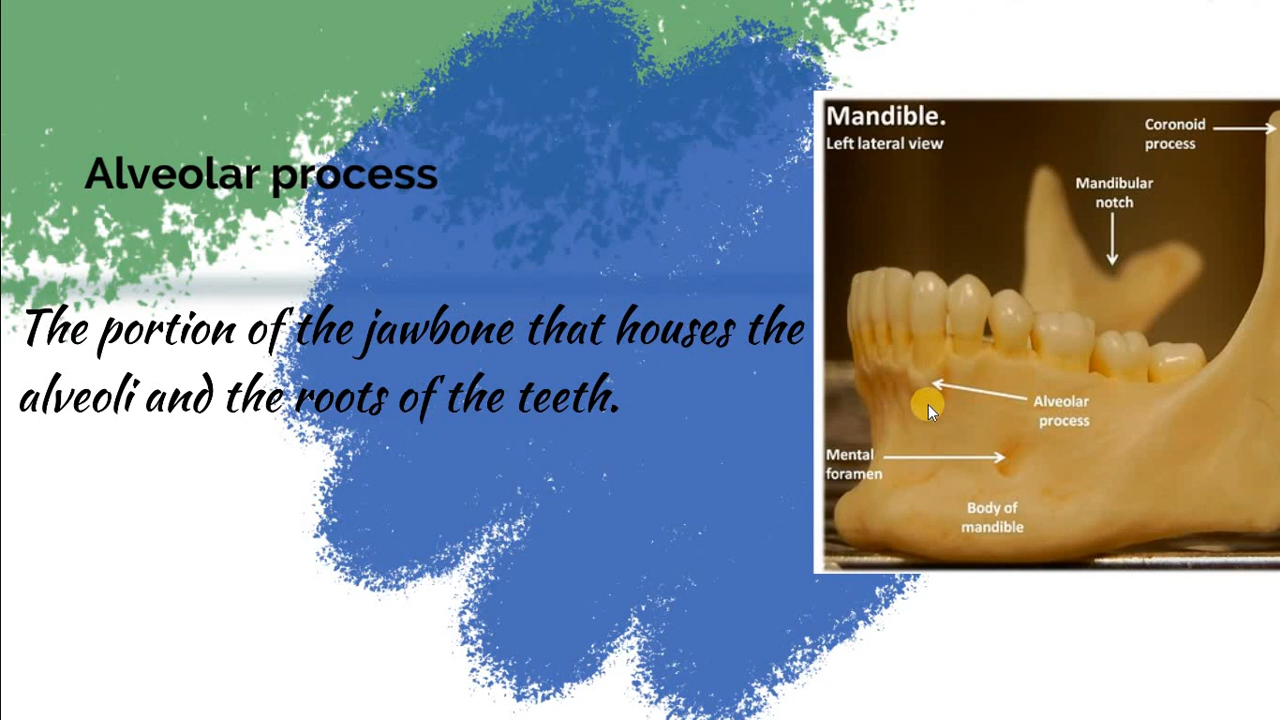 Alveolar process
The portion of the jawbone that houses the
alveoli and the roots of the teeth.
Mandible.
Left lateral view
Coronoid
process
Mandibular
notch
Alveolar
process
Mental
foramen
Body of
mandible